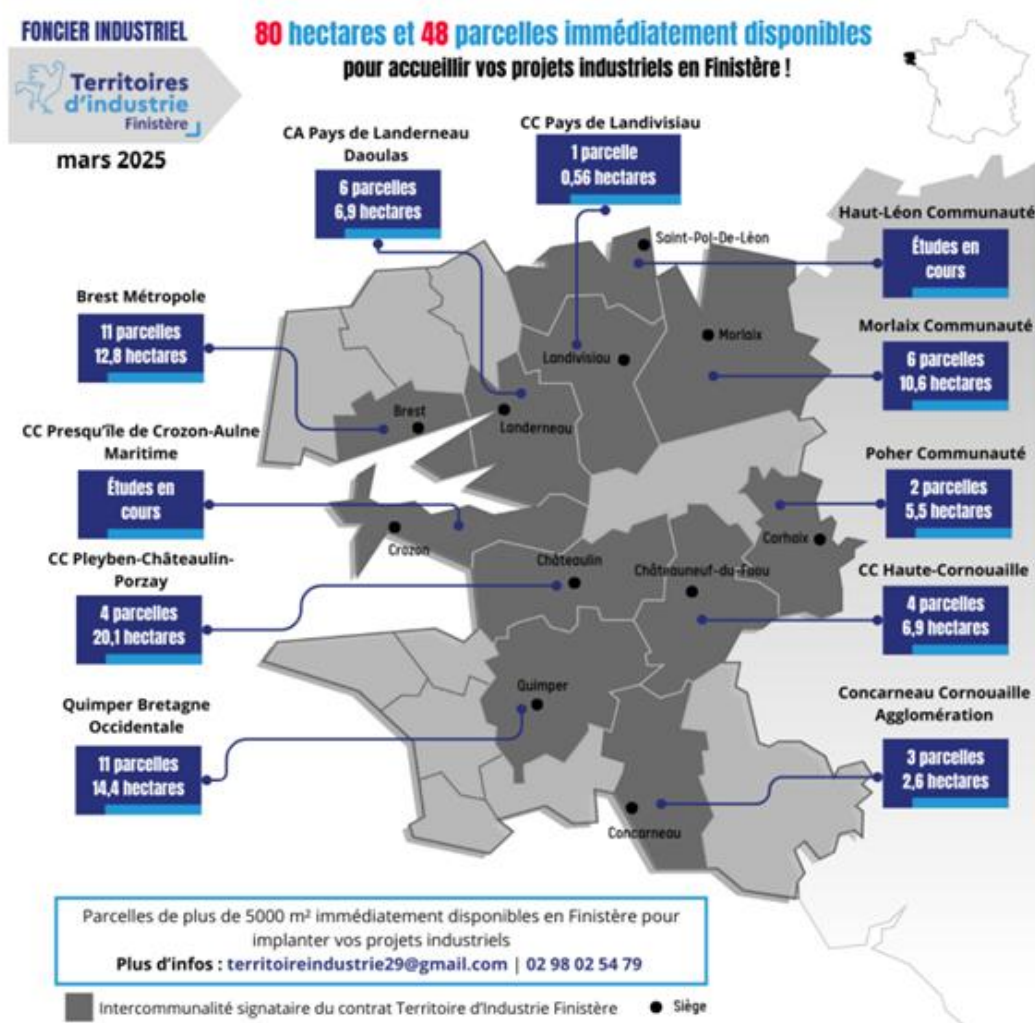 FONCIER INDUSTRIEL
Territoires
d'industrie
Finistère
mars 2025
80 hectares et 48 parcelles immédiatement disponibles
pour accueillir vos projets industriels en Finistère !
CA Pays de Landerneau
Daoulas
6 parcelles
6,9 hectares
CC Pays de Landivisiau
1 parcelle
0,56 hectares
Haut-Léon Communauté
Études en
cours
Brest Métropole
11 parcelles
12,8 hectares
Morlaix Communauté
6 parcelles
10,6 hectares
CC Presqu'île de Crozon-Aulne
Maritime
Études en
cours
Poher Communauté
2 parcelles
5,5 hectares
CC Pleyben-Châteaulin-
Porzay
4 parcelles
20,1 hectares
CC Haute-Cornouaille
4 parcelles
6,9 hectares
Quimper Bretagne
Occidentale
11 parcelles
14,4 hectares
Concarneau Cornouaille
Agglomération
3 parcelles
2,6 hectares
Saint-Pol-De-Léon
Morlaix
Landivisiau
Brest
Landerneau
Crozon
Châteaulin
Châteauneuf-du-Faou
Carhaix
Quimper
Concarneau
Parcelles de plus de 5000 m² immédiatement disponibles en Finistère pour
implanter vos projets industriels
Plus d'infos : territoireindustrie29@gmail.com | 02 98 02 54 79
Intercommunalité signataire du contrat Territoire d'Industrie Finistère
Siège